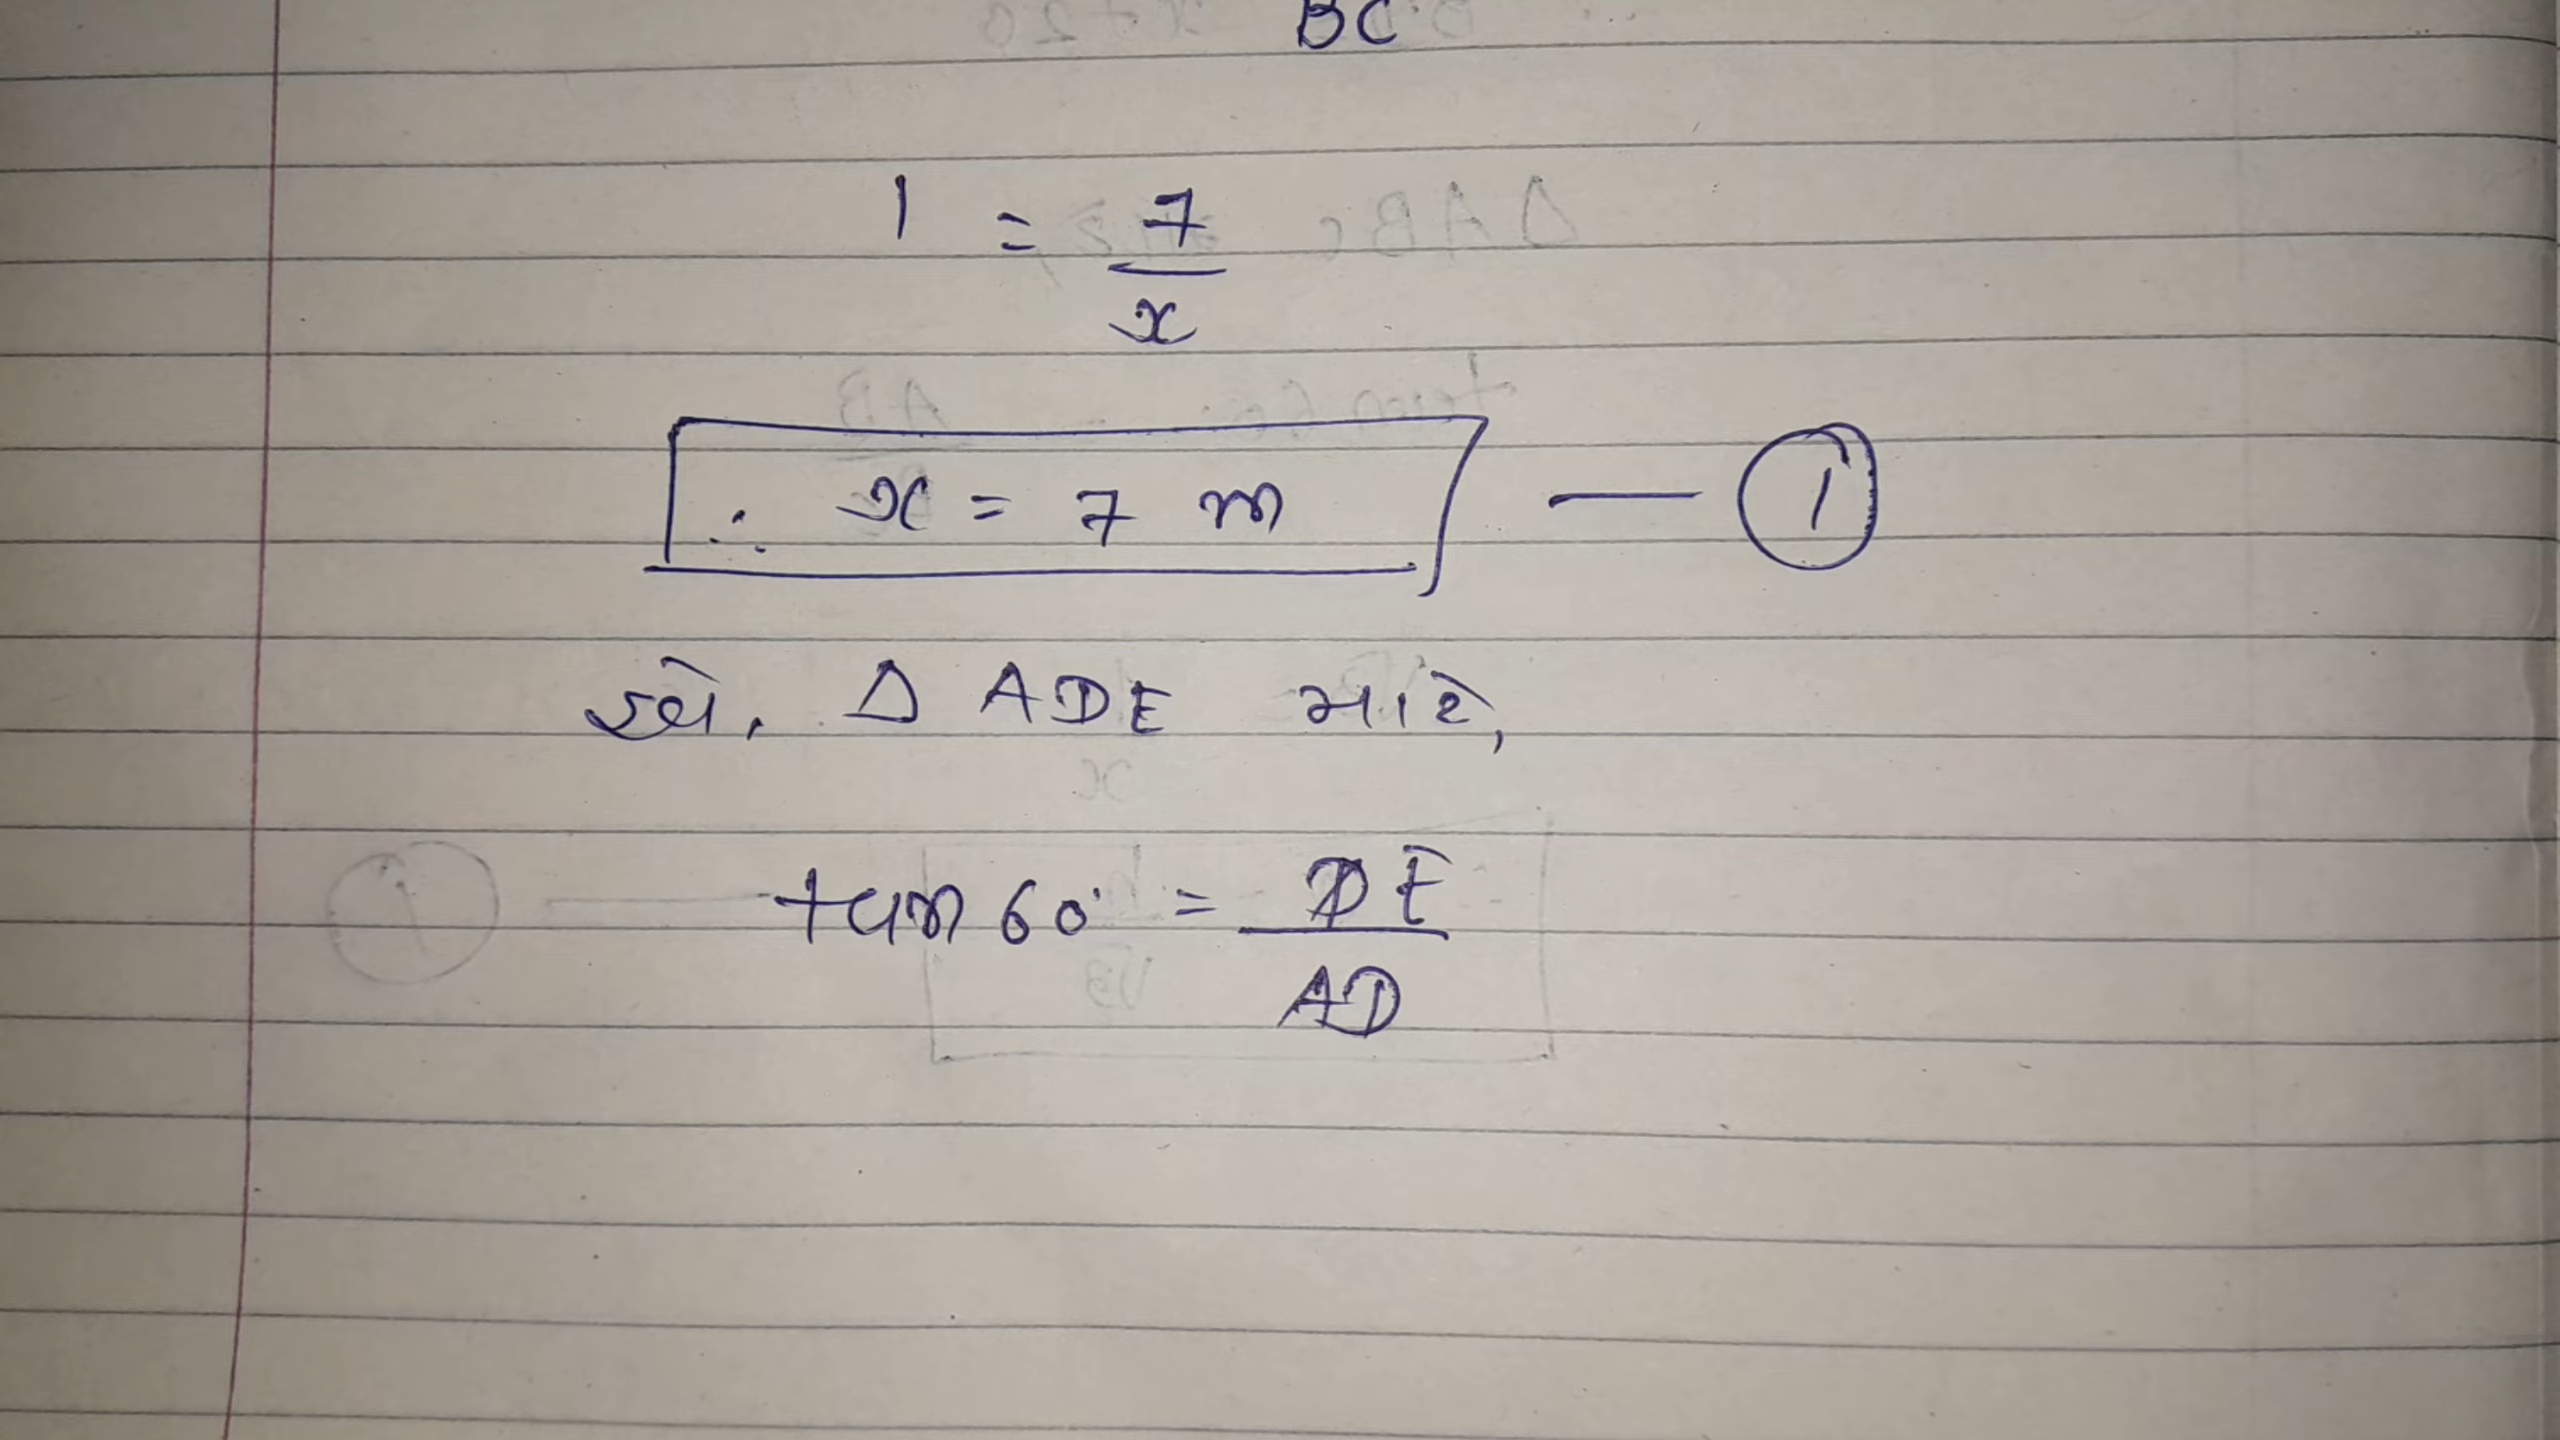 BC
1 = 7
x
∴ x = 7 m — 1
હવે, Δ ADE માટે,
tan 60° = DE
AD